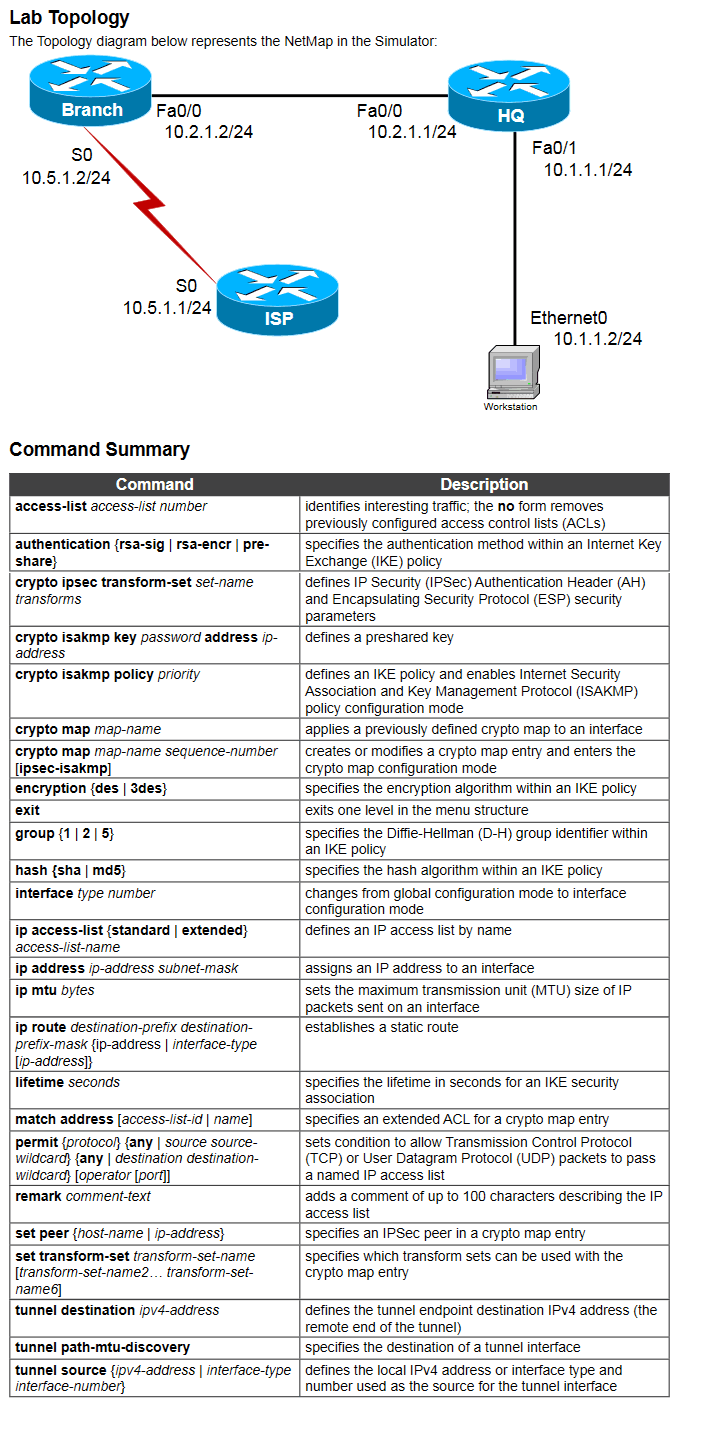 Lab Topology
The Topology diagram below represents the NetMap in the Simulator:
Branch
Fa0/0
10.2.1.2/24
Fa0/0
10.2.1.1/24
HQ
S0
10.5.1.2/24
Fa0/1
10.1.1.1/24
S0
10.5.1.1/24
ISP
Ethernet0
10.1.1.2/24
Workstation
Command Summary
Command Description
access-list access-list number
identifies interesting traffic; the no form removes
previously configured access control lists (ACLs)
authentication {rsa-sig | rsa-encr | pre-
share}
specifies the authentication method within an Internet Key
Exchange (IKE) policy
crypto ipsec transform-set set-name
transforms
defines IP Security (IPSec) Authentication Header (AH)
and Encapsulating Security Protocol (ESP) security
parameters
crypto isakmp key password address ip-
address
defines a preshared key
crypto isakmp policy priority
defines an IKE policy and enables Internet Security
Association and Key Management Protocol (ISAKMP)
policy configuration mode
crypto map map-name
applies a previously defined crypto map to an interface
crypto map map-name sequence-number
[ipsec-isakmp]
creates or modifies a crypto map entry and enters the
crypto map configuration mode
encryption {des | 3des}
specifies the encryption algorithm within an IKE policy
exit
exits one level in the menu structure
group {1 | 2 | 5}
specifies the Diffie-Hellman (D-H) group identifier within
an IKE policy
hash {sha | md5}
specifies the hash algorithm within an IKE policy
interface type number
changes from global configuration mode to interface
configuration mode
ip access-list {standard | extended}
access-list-name
defines an IP access list by name
ip address ip-address subnet-mask
assigns an IP address to an interface
ip mtu bytes
sets the maximum transmission unit (MTU) size of IP
packets sent on an interface
ip route destination-prefix destination-
prefix-mask {ip-address | interface-type
[ip-address]}
establishes a static route
lifetime seconds
specifies the lifetime in seconds for an IKE security
association
match address [access-list-id | name]
specifies an extended ACL for a crypto map entry
permit {protocol} {any | source source-
wildcard} {any | destination destination-
wildcard} [operator [port]]
sets condition to allow Transmission Control Protocol
(TCP) or User Datagram Protocol (UDP) packets to pass
a named IP access list
remark comment-text
adds a comment of up to 100 characters describing the IP
access list
set peer {host-name | ip-address}
specifies an IPSec peer in a crypto map entry
set transform-set transform-set-name
[transform-set-name2… transform-set-
name6]
specifies which transform sets can be used with the
crypto map entry
tunnel destination ipv4-address
defines the tunnel endpoint destination IPv4 address (the
remote end of the tunnel)
tunnel path-mtu-discovery
specifies the destination of a tunnel interface
tunnel source {ipv4-address | interface-type
interface-number}
defines the local IPv4 address or interface type and
number used as the source for the tunnel interface